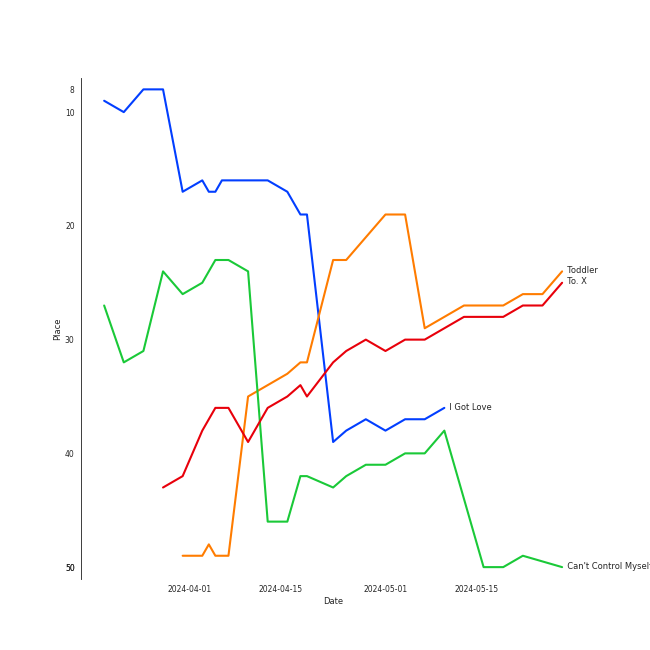 8
10
20
30
40
50
Place
Toddler
To. X
I Got Love
Can't Control Mysel
2024-04-01 2024-04-15 2024-05-01 2024-05-15
Date